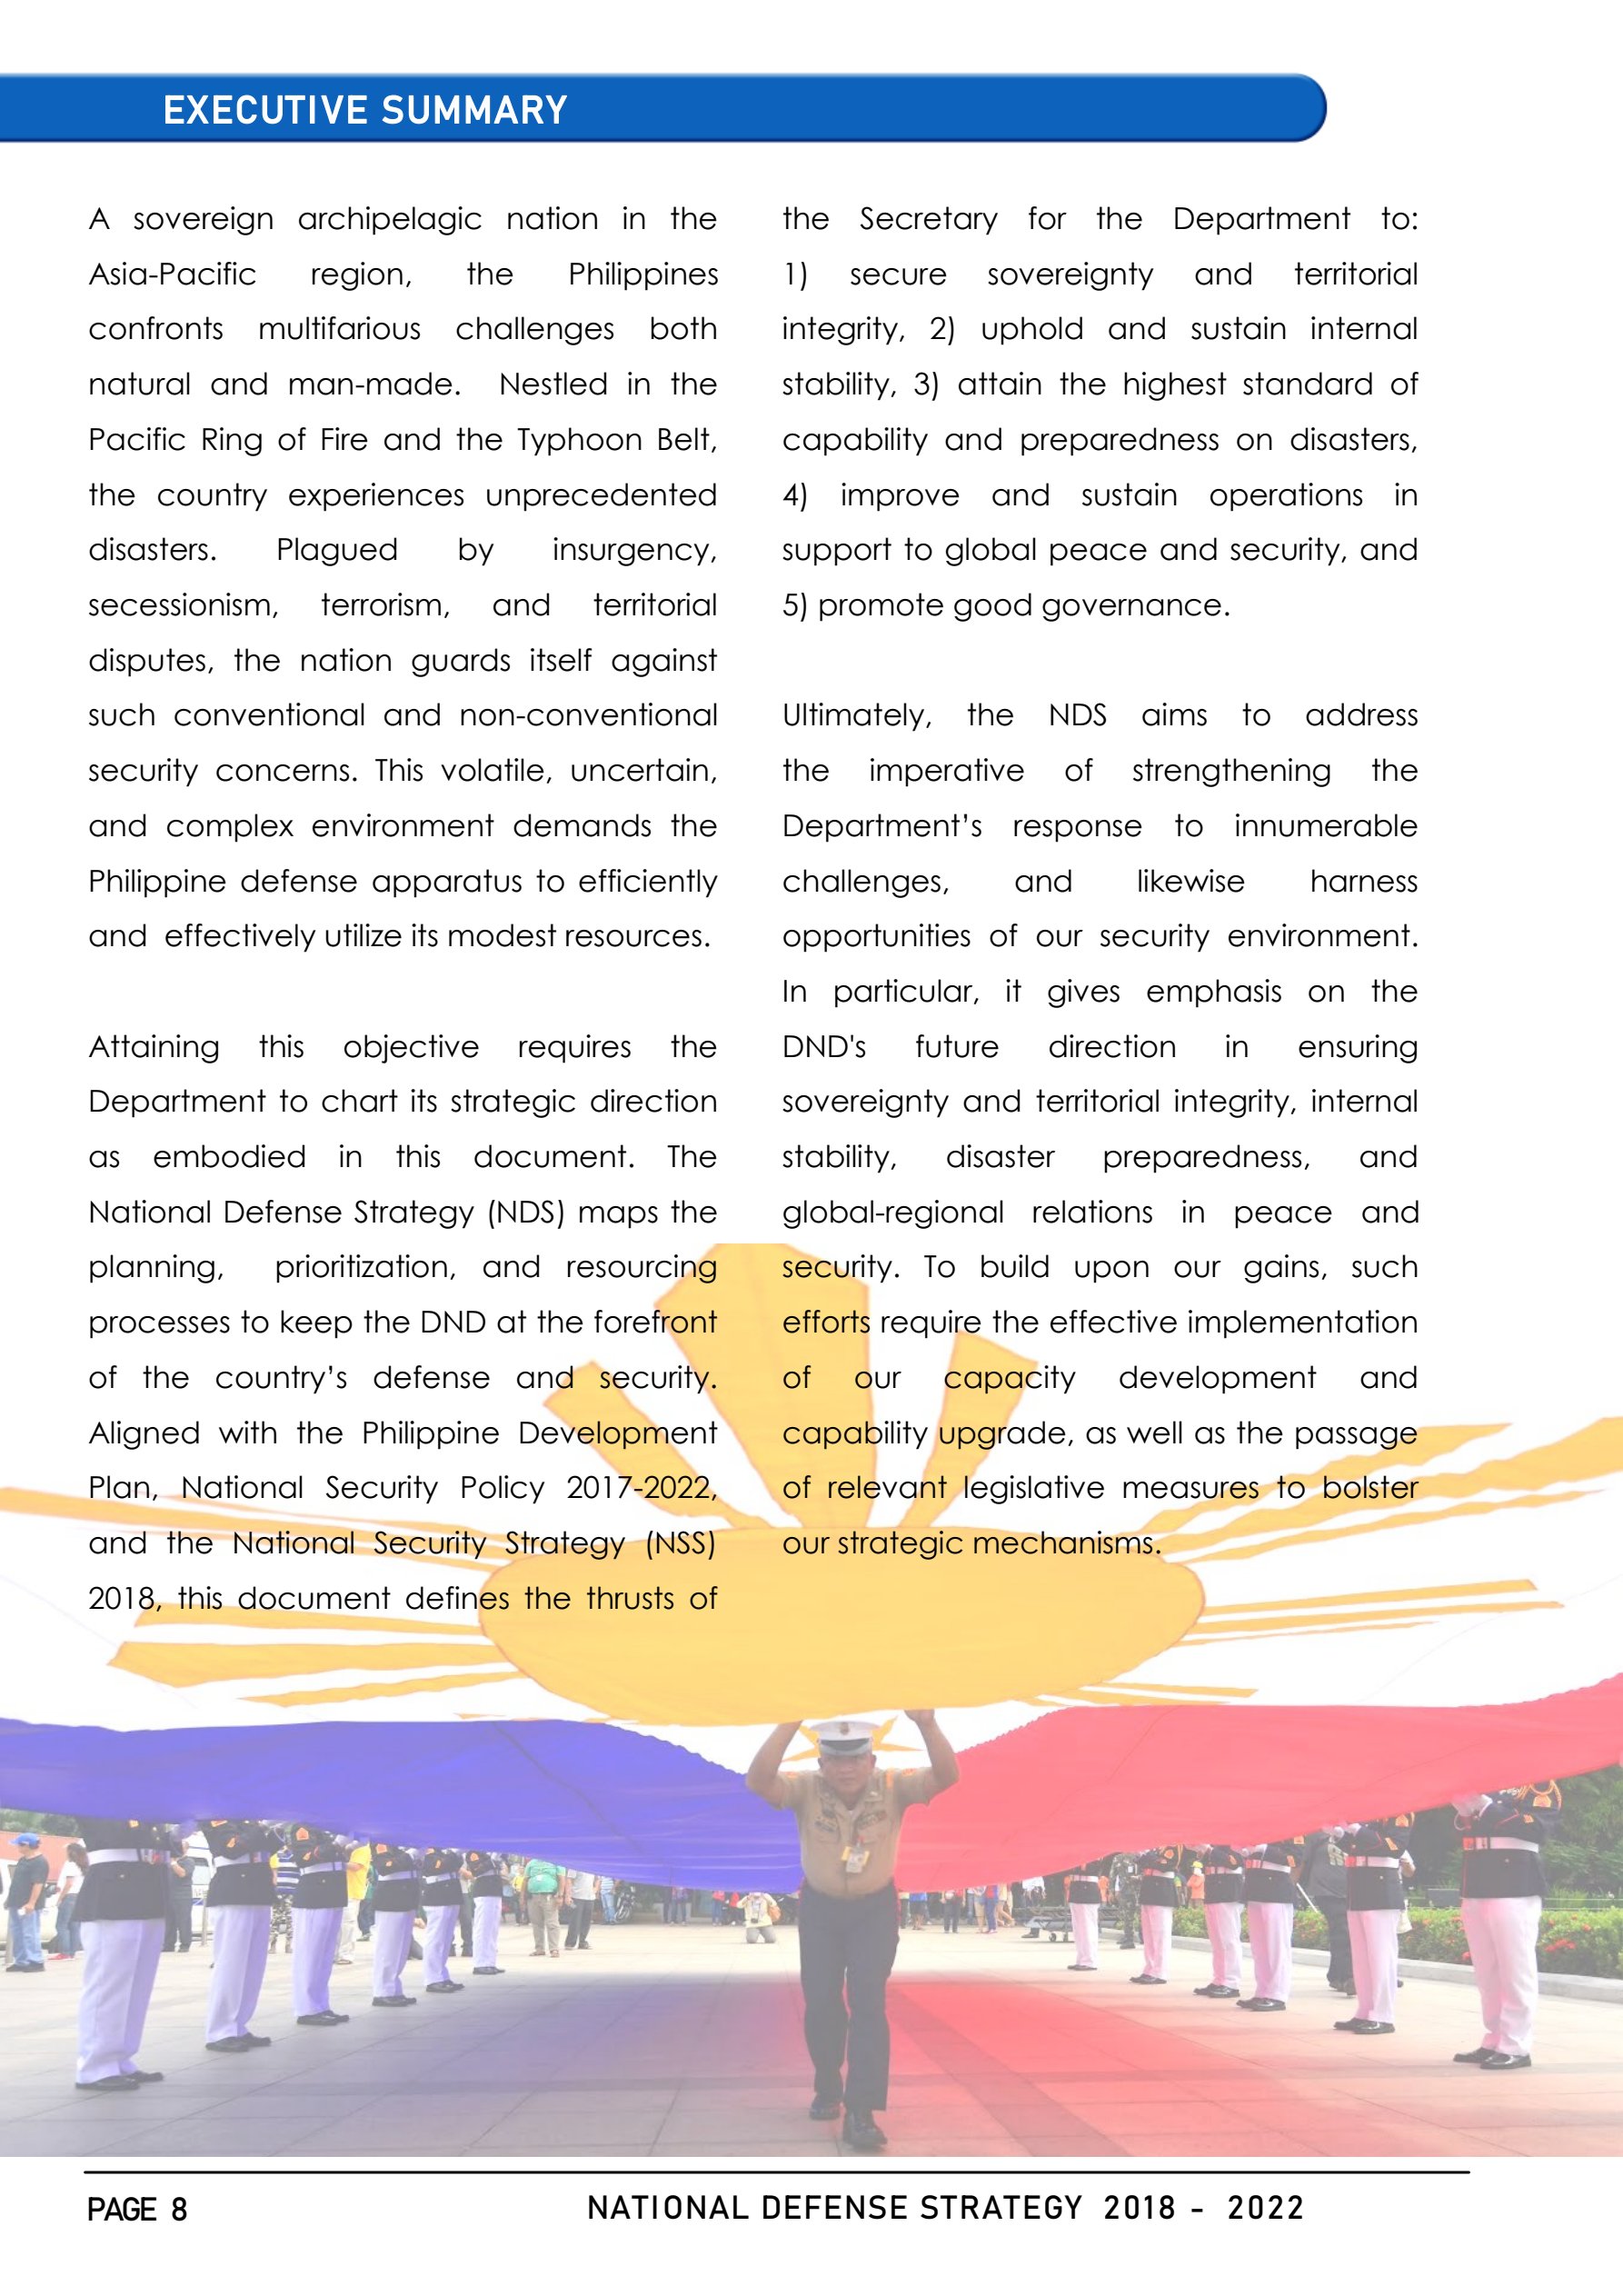 EXECUTIVE SUMMARY
A sovereign archipelagic nation in the
Asia-Pacific region, the Philippines
confronts multifarious challenges both
natural and man-made. Nestled in the
Pacific Ring of Fire and the Typhoon Belt,
the country experiences unprecedented
disasters. Plagued by insurgency,
secessionism, terrorism, and territorial
disputes, the nation guards itself against
such conventional and non-conventional
security concerns. This volatile, uncertain,
and complex environment demands the
Philippine defense apparatus to efficiently
and effectively utilize its modest resources.
Attaining this objective requires the
Department to chart its strategic direction
as embodied in this document. The
National Defense Strategy (NDS) maps the
planning, prioritization, and resourcing
processes to keep the DND at the forefront
of the country’s defense and security.
Aligned with the Philippine Development
Plan, National Security Policy 2017-2022,
and the National Security Strategy (NSS)
2018, this document defines the thrusts of
the Secretary for the Department to:
1) secure sovereignty and territorial
integrity, 2) uphold and sustain internal
stability, 3) attain the highest standard of
capability and preparedness on disasters,
4) improve and sustain operations in
support to global peace and security, and
5) promote good governance.
Ultimately, the NDS aims to address
the imperative of strengthening the
Department’s response to innumerable
challenges, and likewise harness
opportunities of our security environment.
In particular, it gives emphasis on the
DND's future direction in ensuring
sovereignty and territorial integrity, internal
stability, disaster preparedness, and
global-regional relations in peace and
security. To build upon our gains, such
efforts require the effective implementation
of our capacity development and
capability upgrade, as well as the passage
of relevant legislative measures to bolster
our strategic mechanisms.
PAGE 8
NATIONAL DEFENSE STRATEGY 2018 - 2022